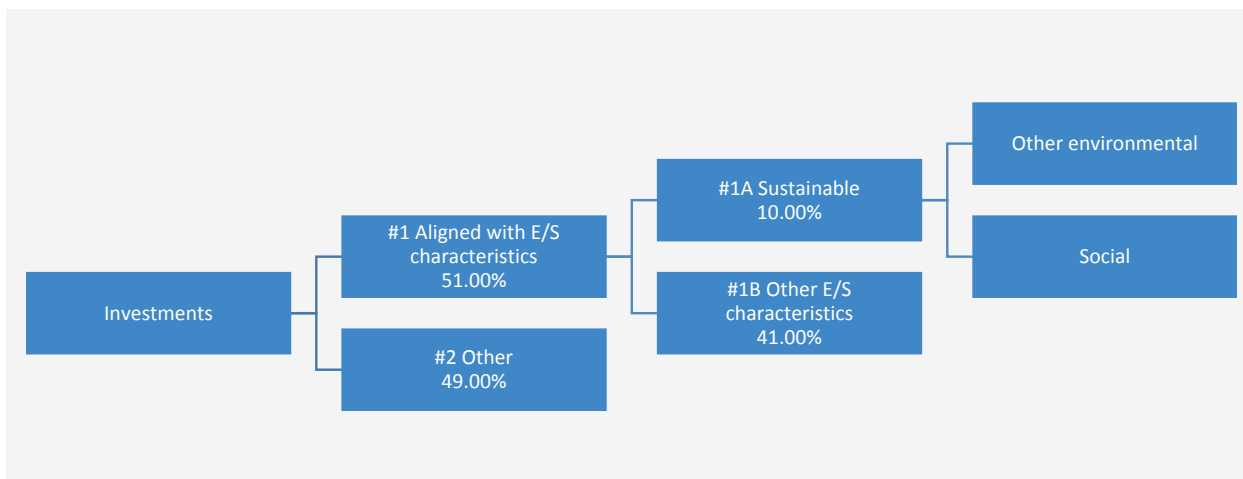 Investments
#1 Aligned with E/S
characteristics
51.00%
#2 Other
49.00%
#1A Sustainable
10.00%
#1B Other E/S
characteristics
41.00%
Other environmental
Social